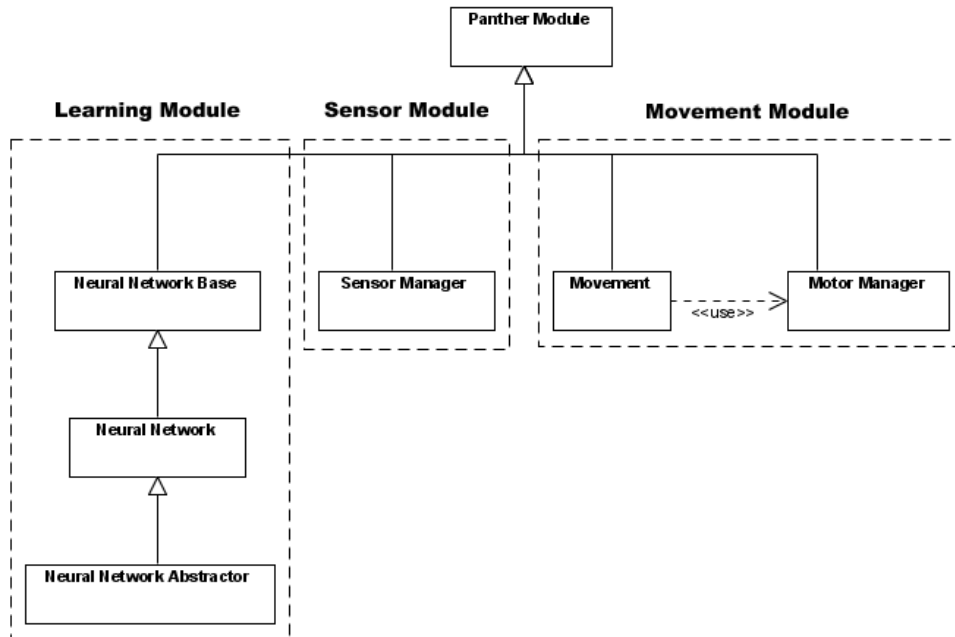 Panther Module
Learning Module
Sensor Module
Movement Module
Neural Network Base
Sensor Manager
Movement
Motor Manager
<<use>>
Neural Network
Neural Network Abstractor